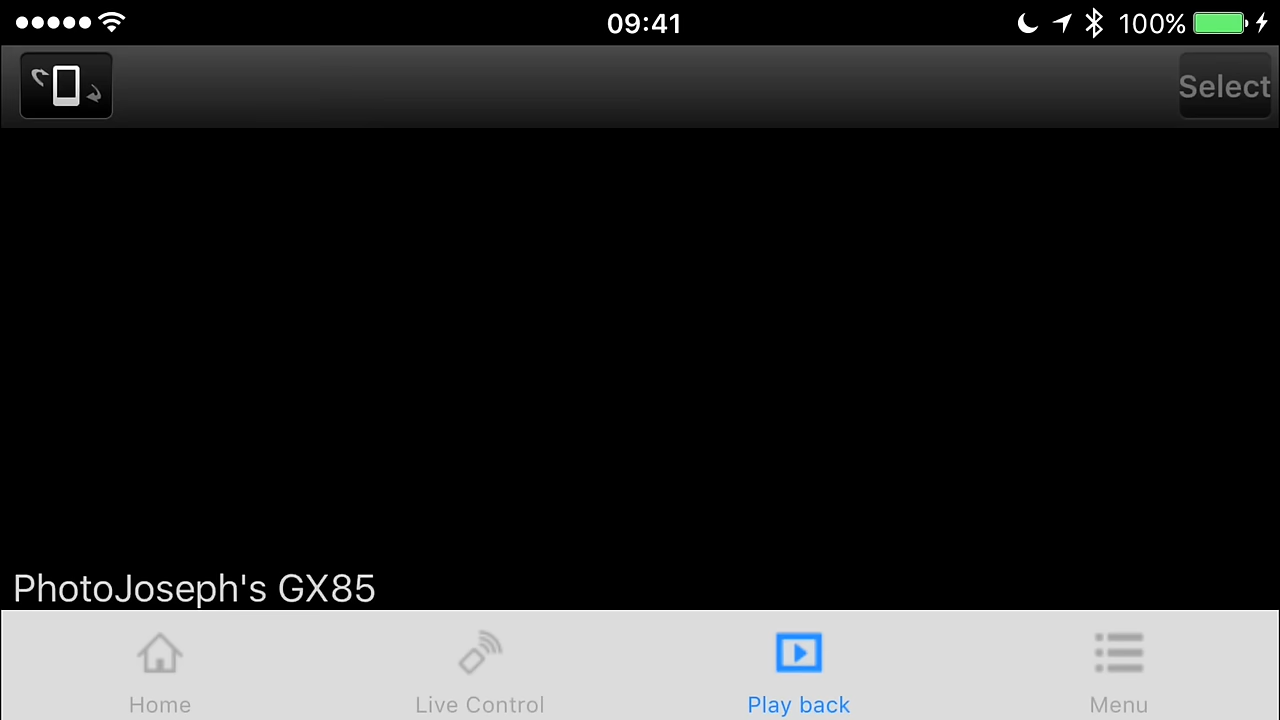 09:41
100%
Select
PhotoJoseph's GX85
Home
Live Control
Play back
Menu